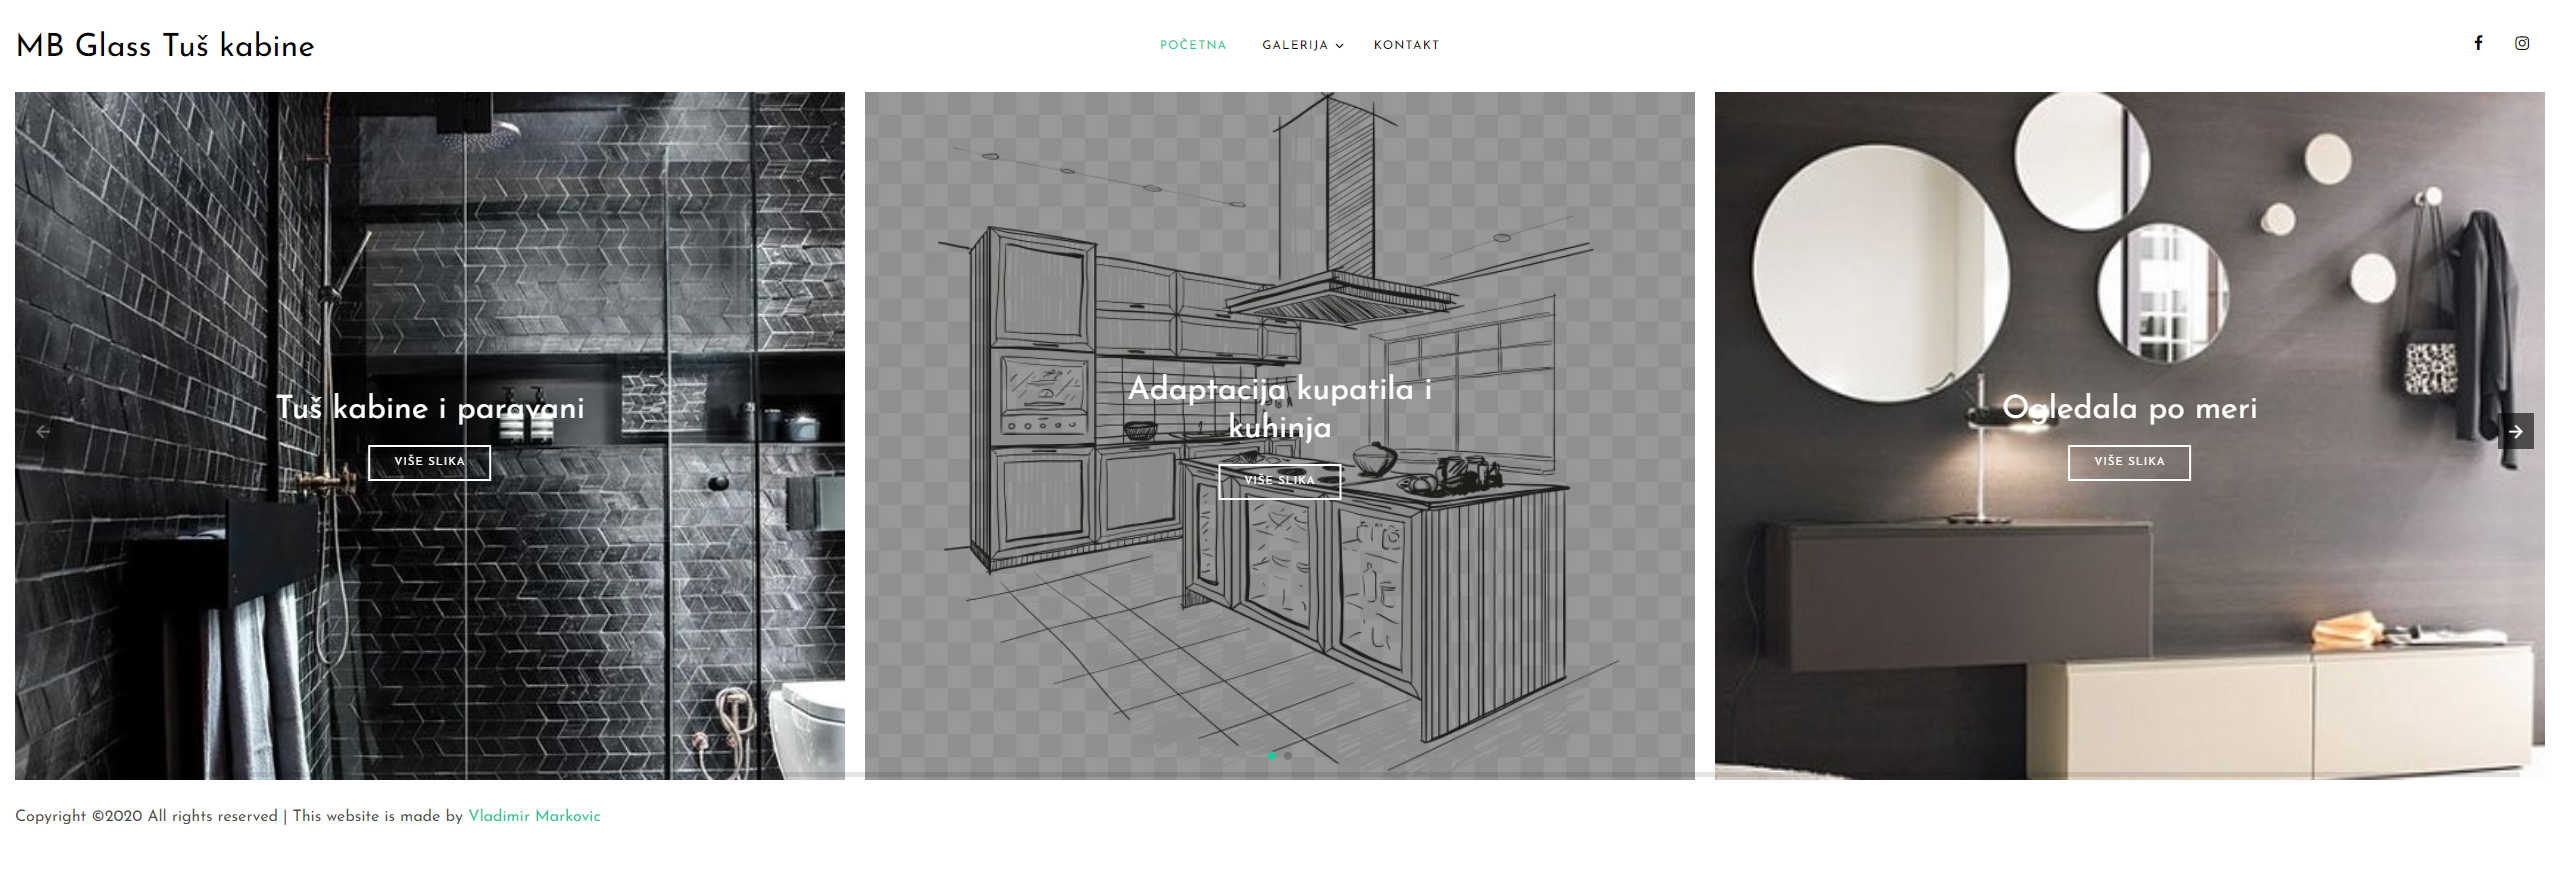 MB Glass Tuš kabine
POČETNA GALERIJA KONTAKT
Tuš kabine i paravani
VIŠE SLIKA
Adaptacija kupatila i
kuhinja
VIŠE SLIKA
Ogledala po meri
VIŠE SLIKA
Copyright ©2020 All rights reserved | This website is made by Vladimir Markovic